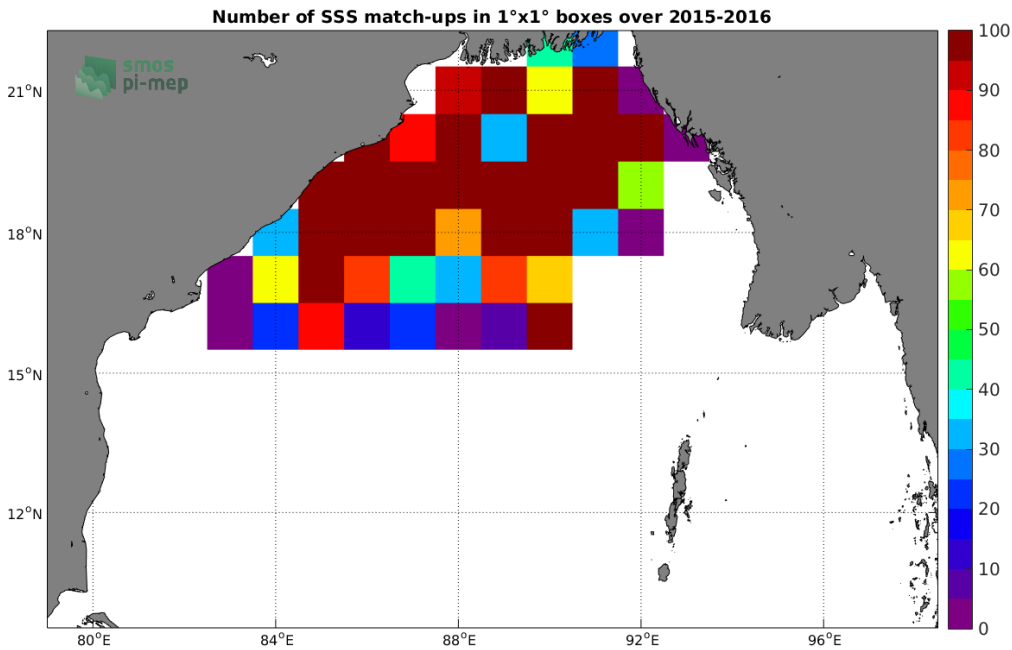 Number of SSS match-ups in 1°x1° boxes over 2015-2016
smos
pi-mep
21°N
18°N
15°N
12°N
80°E
84°E
88°E
92°E
96°E
100
90
80
70
60
50
40
30
20
10
0